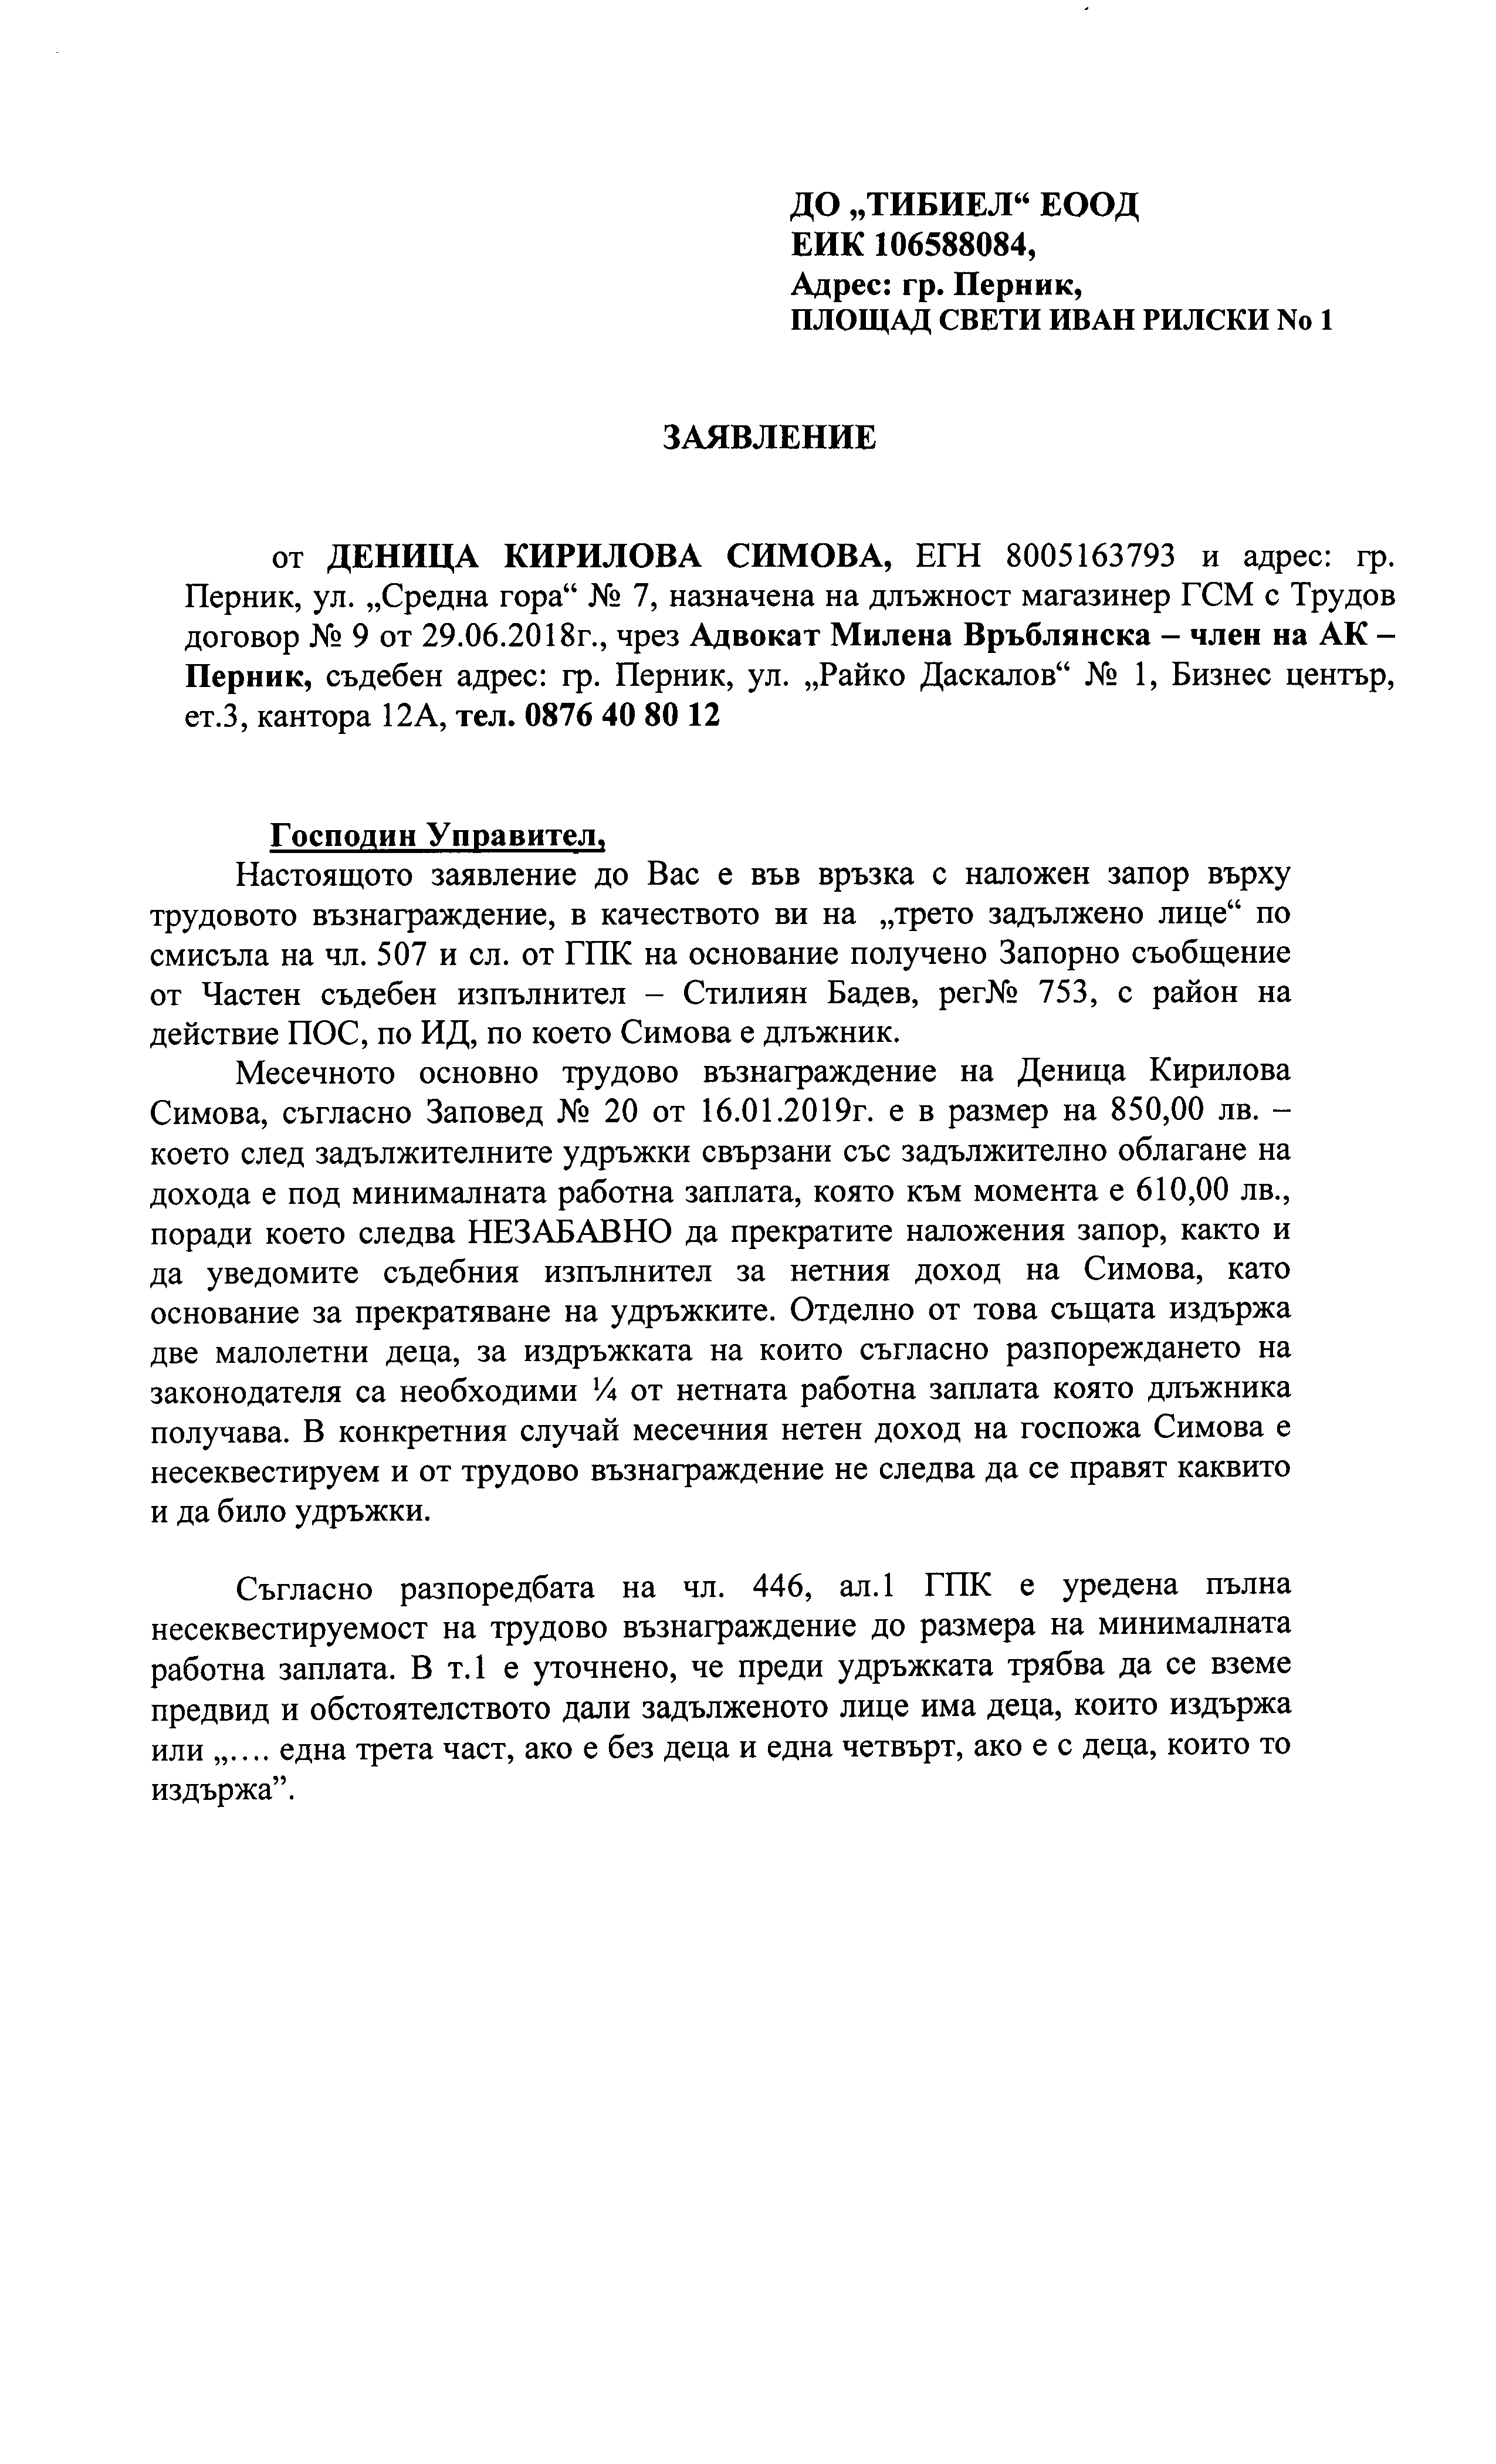 ДО „ТИБИЕЛ“ ЕООД
ЕИК 106588084,
Адрес: гр. Перник,
ПЛОЩАД СВЕТИ ИВАН РИЛСКИ No 1
ЗАЯВЛЕНИЕ
от ДЕНИЦА КИРИЛОВА СИМОВА, ЕГН 8005163793 и адрес: гр.
Перник, ул. „Средна гора“ № 7, назначена на длъжност магазинер ГСМ с Трудов
договор № 9 от 29.06.2018г., чрез Адвокат Милена Връблянска – член на АК –
Перник, съдебен адрес: гр. Перник, ул. „Райко Даскалов“ № 1, Бизнес център,
ет.3, кантора 12А, тел. 0876 40 80 12
Господин Управител,
Настоящото заявление до Вас е във връзка с наложен запор върху
трудовото възнаграждение, в качеството ви на „трето задължено лице“ по
смисъла на чл. 507 и сл. от ГПК на основание получено Запорно съобщение
от Частен съдебен изпълнител – Стилиян Бадев, рег№ 753, с район на
действие ПОС, по ИД, по което Симова е длъжник.
Месечното основно трудово възнаграждение на Деница Кирилова
Симова, съгласно Заповед № 20 от 16.01.2019г. е в размер на 850,00 лв. –
което след задължителните удръжки свързани със задължително облагане на
дохода е под минималната работна заплата, която към момента е 610,00 лв.,
поради което следва НЕЗАБАВНО да прекратите наложения запор, както и
да уведомите съдебния изпълнител за нетния доход на Симова, като
основание за прекратяване на удръжките. Отделно от това същата издържа
две малолетни деца, за издръжката на които съгласно разпореждането на
законодателя са необходими ¼ от нетната работна заплата която длъжника
получава. В конкретния случай месечния нетен доход на госпожа Симова е
несеквестируем и от трудово възнаграждение не следва да се правят каквито
и да било удръжки.
Съгласно разпоредбата на чл. 446, ал.1 ГПК е уредена пълна
несеквестируемост на трудово възнаграждение до размера на минималната
работна заплата. В т.1 е уточнено, че преди удръжката трябва да се вземе
предвид и обстоятелството дали задълженото лице има деца, които издържа
или „…. една трета част, ако е без деца и една четвърт, ако е с деца, които то
издържа”.